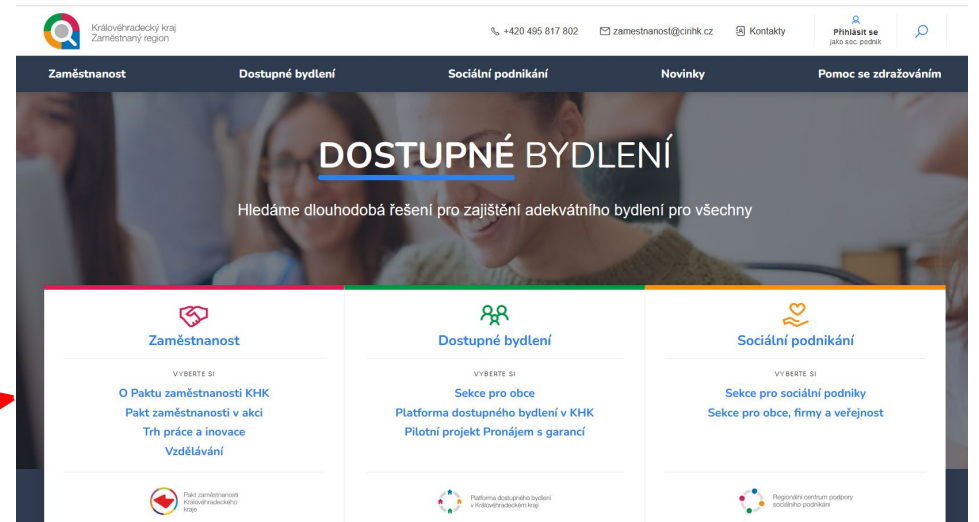 Královéhradecký kraj
Zaměstnaný region
+420 495 817 802
zamestnanost@cirihk.cz
Kontakty
Přihlásit se
jako soc. podnik
Zaměstnanost
Dostupné bydlení
Sociální podnikání
Novinky
Pomoc se zdražováním
DOSTUPNÉ BYDLENÍ
Hledáme dlouhodobá řešení pro zajištění adekvátního bydlení pro všechny
Zaměstnanost
VYBERTE SI
O Paktu zaměstnanosti KHK
Pakt zaměstnanosti v akci
Trh práce a inovace
Vzdělávání
Pakt zaměstnanosti
Královéhradeckého
kraje
Dostupné bydlení
VYBERTE SI
Sekce pro obce
Platforma dostupného bydlení v KHK
Pilotní projekt Pronájem s garancí
Platforma dostupného bydlení
v Královéhradeckém kraji
Sociální podnikání
VYBERTE SI
Sekce pro sociální podniky
Sekce pro obce, firmy a veřejnost
Regionální centrum podpory
sociálního podnikání